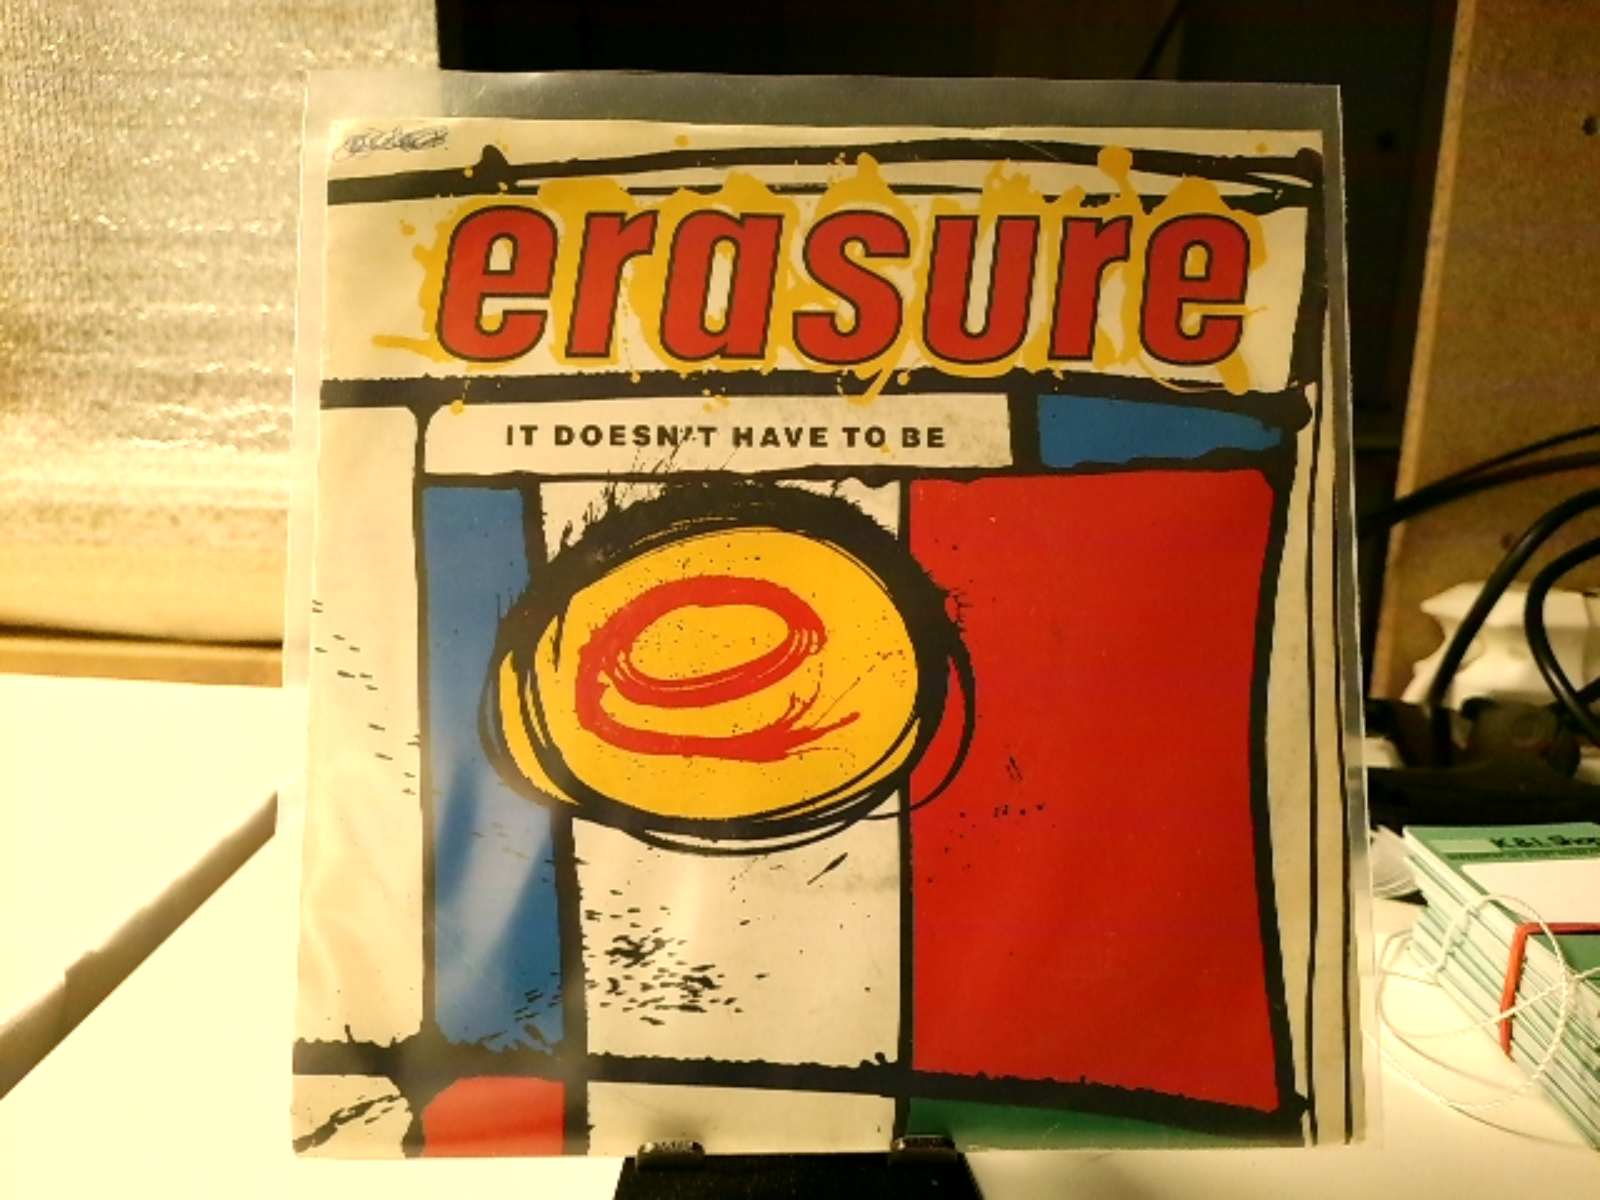 erasure
IT DOESN'T HAVE TO BE